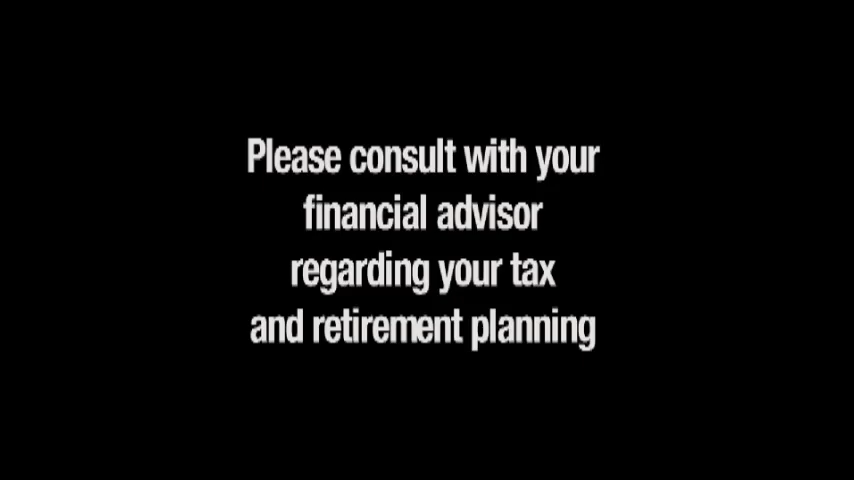 Please consult with your
financial advisor
regarding your tax
and retirement planning